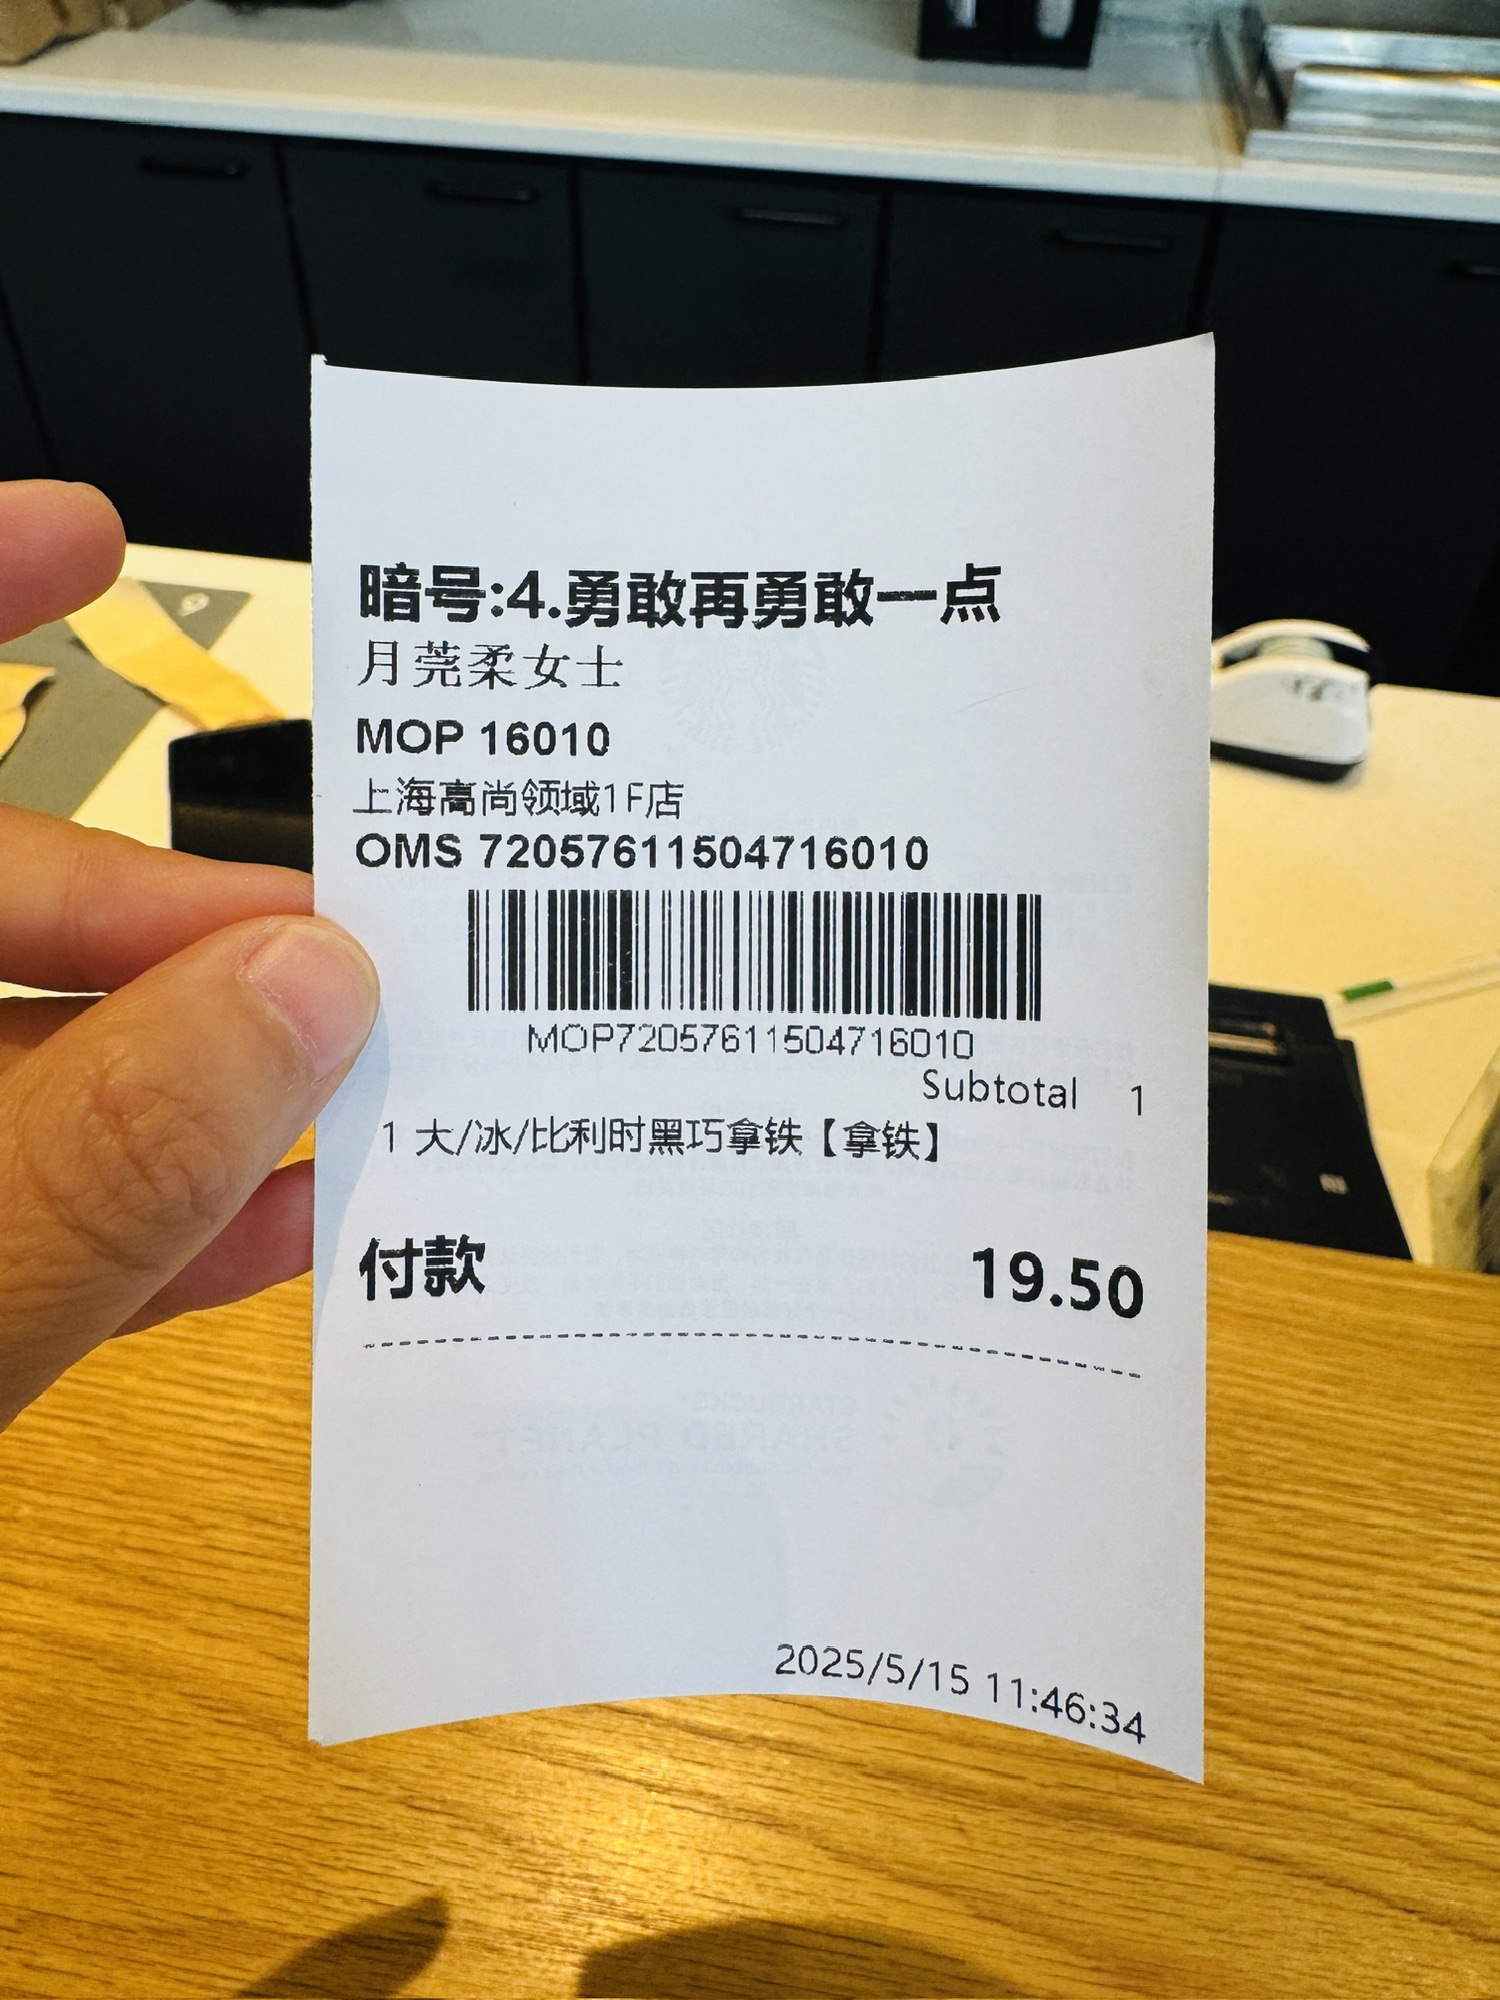 暗号:4.勇敢再勇敢一点
月莞柔女士
MOP 16010
上海高尚领域1F店
OMS 72057611504716010
MOP72057611504716010
Subtotal 1
1 大/冰/比利时黑巧拿铁【拿铁】
付款 19.50
2025/5/15 11:46:34